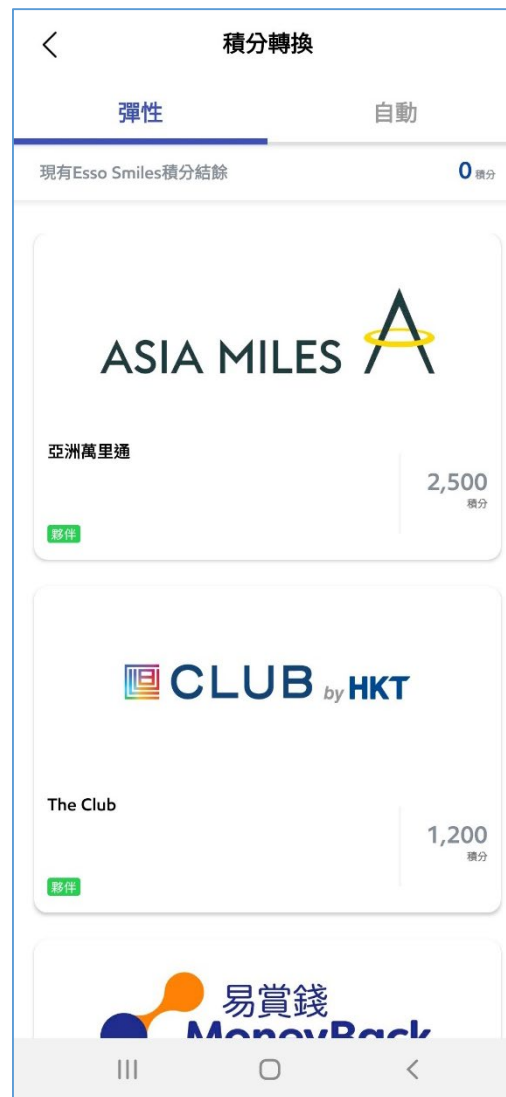 積分轉換
彈性 自動
現有Esso Smiles積分結餘 0 積分
ASIA MILES
亞洲萬里通
2,500
積分
夥伴
CLUB by HKT
The Club
1,200
積分
夥伴
易賞錢
MoneyBack